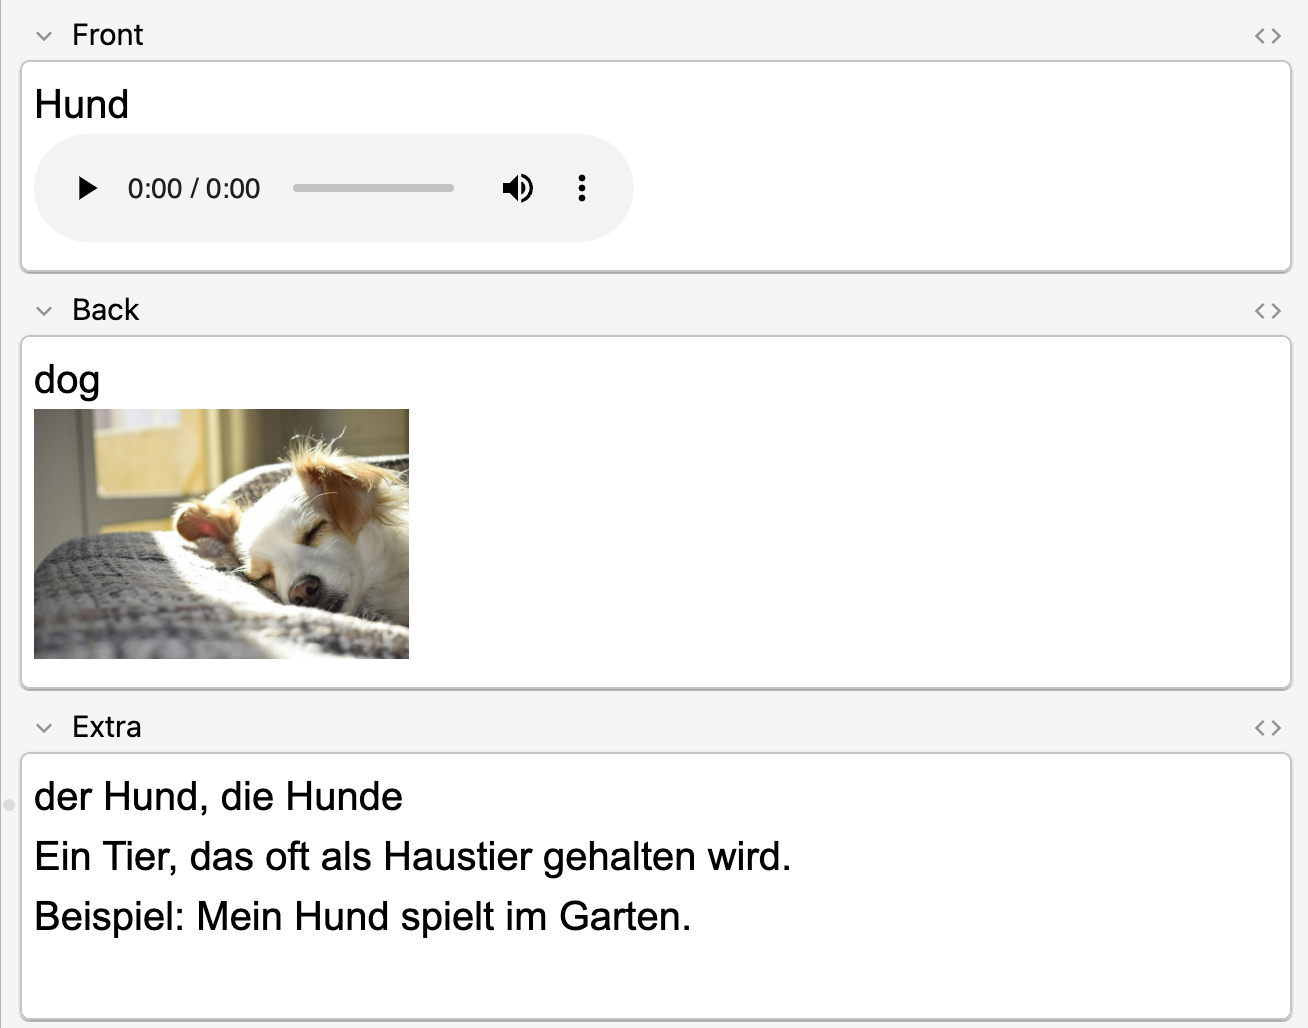 Front
Hund
0:00 / 0:00
Back
dog
Extra
der Hund, die Hunde
Ein Tier, das oft als Haustier gehalten wird.
Beispiel: Mein Hund spielt im Garten.